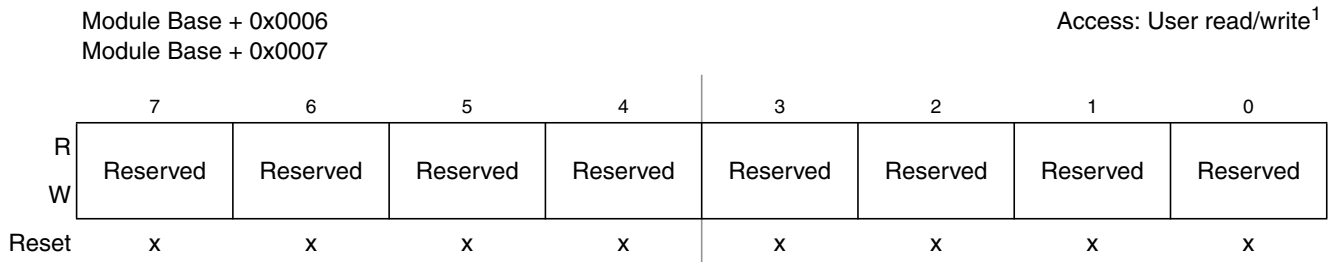 Module Base + 0x0006 Access: User read/write1
Module Base + 0x0007
7 6 5 4 3 2 1 0
R
Reserved Reserved Reserved Reserved Reserved Reserved Reserved Reserved
W
Reset x x x x x x x x